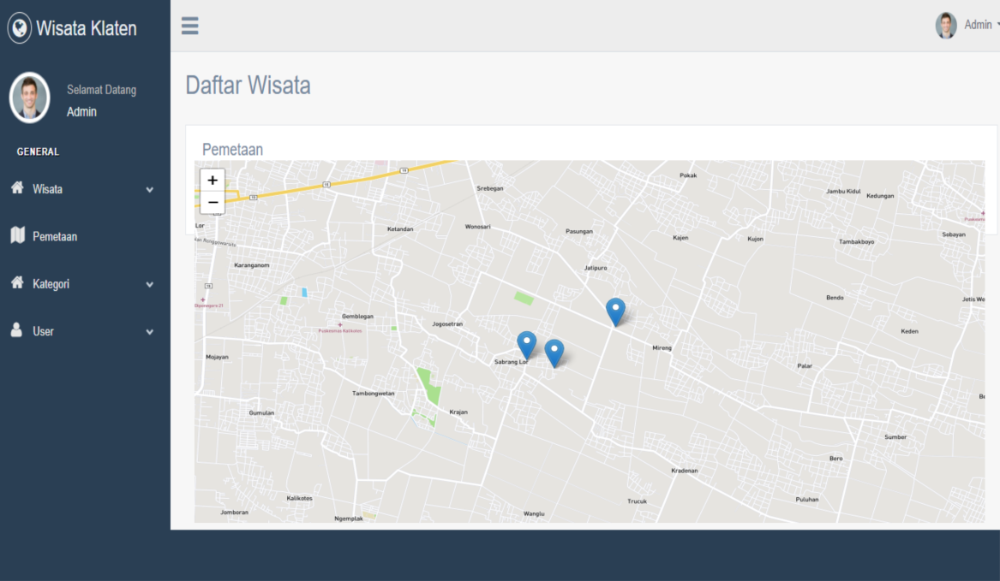 Wisata Klaten
Admin
Selamat Datang
Admin
GENERAL
Wisata
Pemetaan
Kategori
User
Daftar Wisata
Pemetaan
+
−
Pokak
Srebegan
Jambu Kidul
Kedungan
Lor
Ketandan
Wonosari
Pasungan
Kajen
Kujon
Tambakboyo
Sobayan
Karanganom
Jatipuro
Bendo
Jetis We
Gemblegan
Puskesmas Kalikotes
Jogosetran
Keden
Mireng
Mojayan
Sabrang Lor
Palar
Tambongwetan
Krajan
Gumulan
Sumber
Bero
Kradenan
Kalikotes
Trucuk
Puluhan
Jomboran
Ngemplak
Wanglu